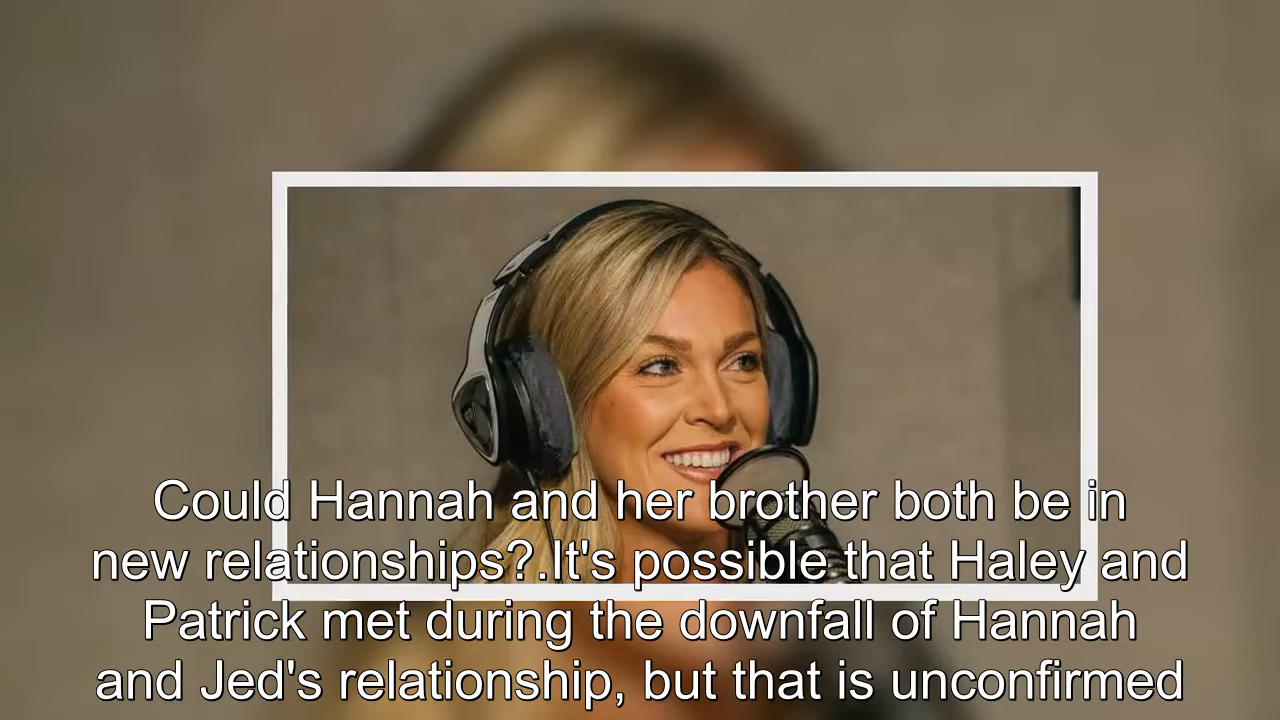 Could Hannah and her brother both be in
new relationships?.It's possible that Haley and
Patrick met during the downfall of Hannah
and Jed's relationship, but that is unconfirmed